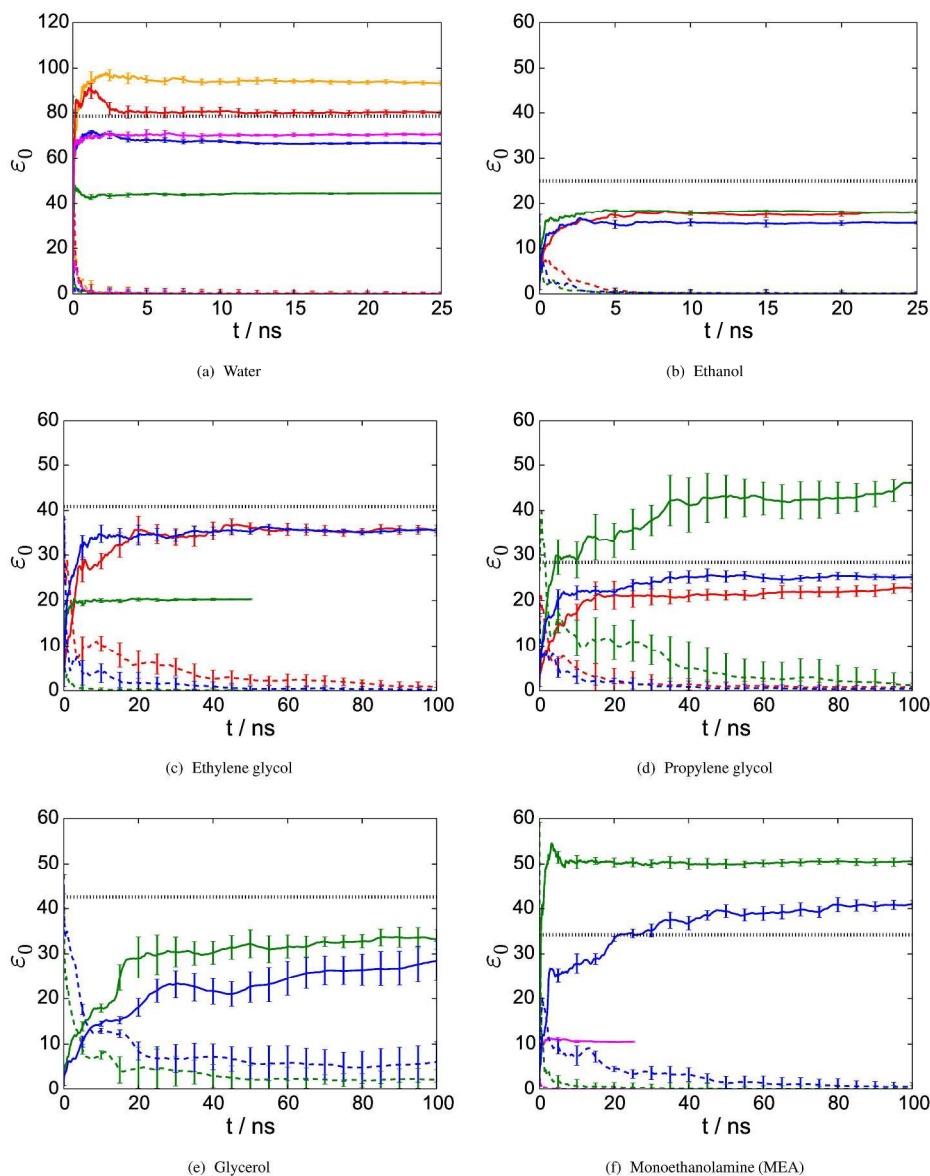 120
100
80
60
40
20
0
ε₀
0 5 10 15 20 25
t / ns
(a) Water
60
50
40
30
20
10
0
ε₀
0 5 10 15 20 25
t / ns
(b) Ethanol
60
50
40
30
20
10
0
ε₀
0 20 40 60 80 100
t / ns
(c) Ethylene glycol
60
50
40
30
20
10
0
ε₀
0 20 40 60 80 100
t / ns
(d) Propylene glycol
60
50
40
30
20
10
0
ε₀
0 20 40 60 80 100
t / ns
(e) Glycerol
60
50
40
30
20
10
0
ε₀
0 20 40 60 80 100
t / ns
(f) Monoethanolamine (MEA)